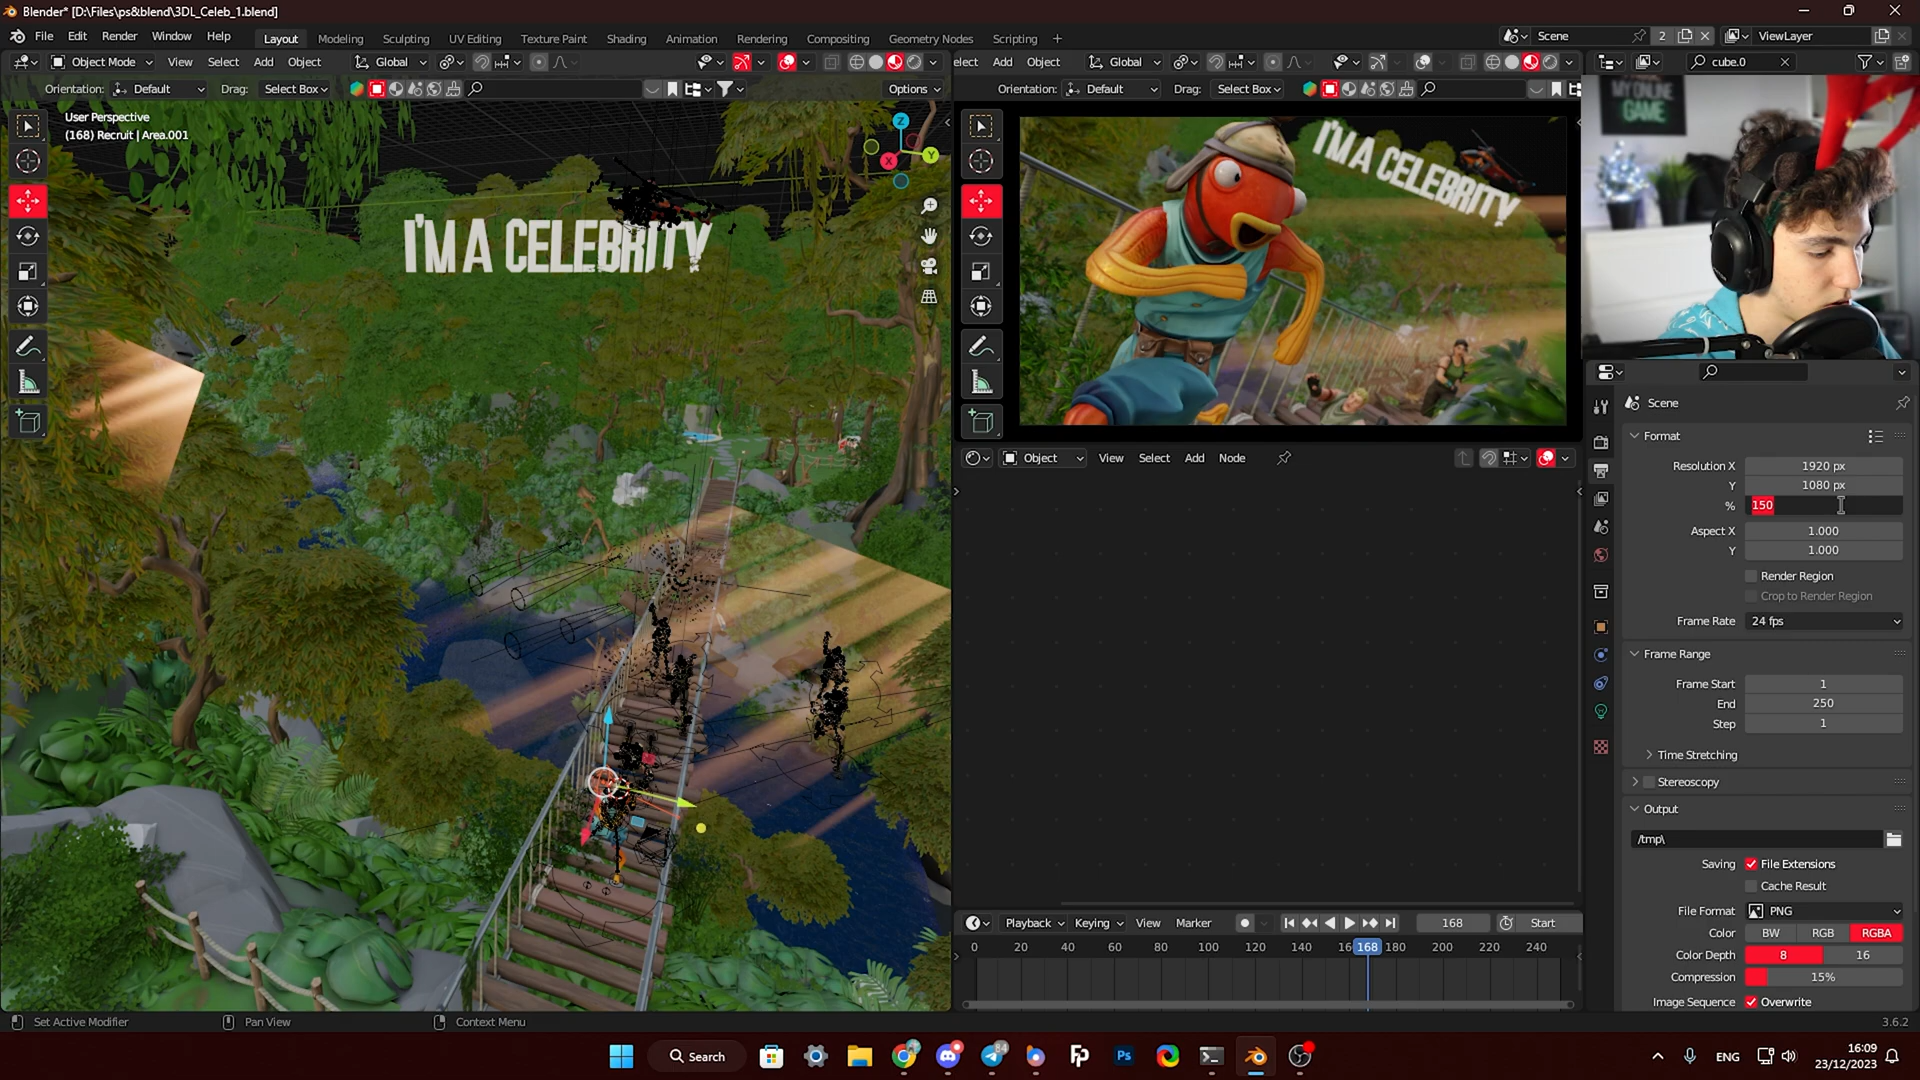 Blender* [D:\Files\ps&blend\3DL_Celeb_1.blend]
File Edit Render Window Help
Layout Modeling Sculpting UV Editing Texture Paint Shading Animation Rendering Compositing Geometry Nodes Scripting +
Scene 2 ViewLayer
Object Mode View Select Add Object Global
elect Add Object Global
cube.0
Orientation: Default Drag: Select Box Options
Orientation: Default Drag: Select Box
User Perspective
(168) Recruit | Area.001
Z
Y
X
I'M A CELEBRITY
I'M A CELEBRITY
MY ONLINE
GAME
Scene
Format
Resolution X 1920 px
Y 1080 px
% 150
Aspect X 1.000
Y 1.000
Render Region
Crop to Render Region
Frame Rate 24 fps
Frame Range
Frame Start 1
End 250
Step 1
Time Stretching
Stereoscopy
Output
/tmp\
Saving File Extensions
Cache Result
File Format PNG
Color BW RGB RGBA
Color Depth 8 16
Compression 15%
Image Sequence Overwrite
Object View Select Add Node
Playback Keying View Marker 168 Start
0 20 40 60 80 100 120 140 16 168 180 200 220 240
Set Active Modifier Pan View Context Menu 3.6.2
Search
84
Ps
ENG
16:09
23/12/2023